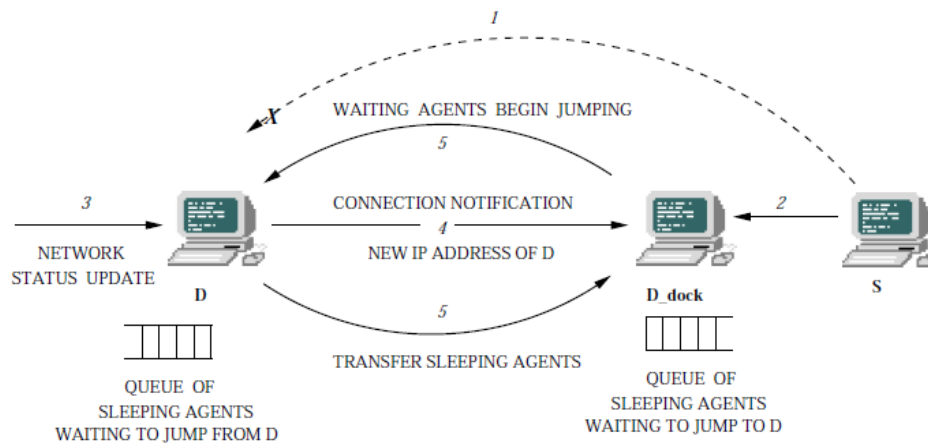 1
X
WAITING AGENTS BEGIN JUMPING
5
3
CONNECTION NOTIFICATION
2
4
NETWORK
STATUS UPDATE
NEW IP ADDRESS OF D
D
D_dock
S
5
TRANSFER SLEEPING AGENTS
QUEUE OF
SLEEPING AGENTS
WAITING TO JUMP FROM D
QUEUE OF
SLEEPING AGENTS
WAITING TO JUMP TO D